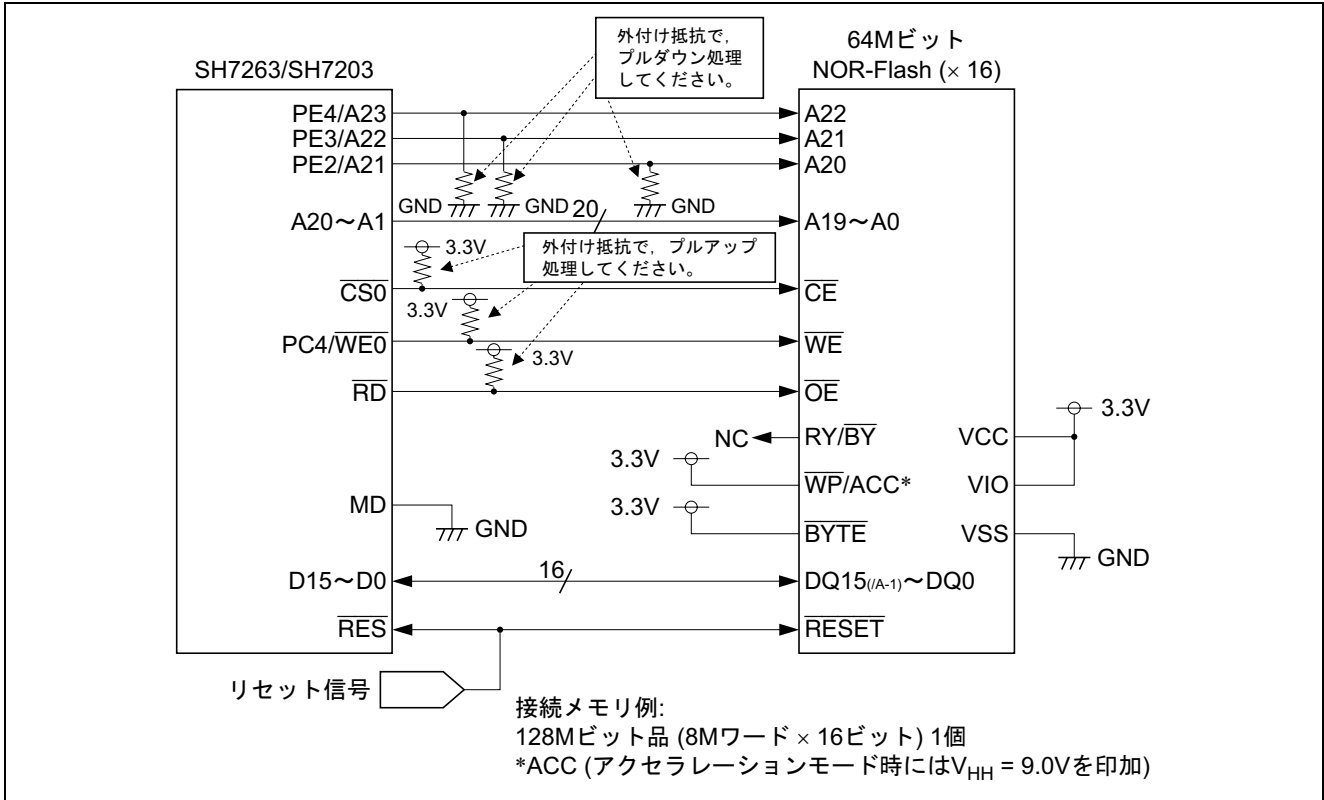 外付け抵抗で,
プルダウン処理
してください。
64Mビット
NOR-Flash (× 16)
SH7263/SH7203
PE4/A23
A22
PE3/A22
A21
PE2/A21
A20
GND
GND
GND
A20～A1
20
A19～A0
3.3V
外付け抵抗で, プルアップ
処理してください。
CS0
CE
3.3V
PC4/WE0
WE
3.3V
RD
OE
3.3V
NC
RY/BY
VCC
3.3V
WP/ACC*
VIO
MD
3.3V
BYTE
VSS
GND
GND
D15～D0
16
DQ15(/A-1)～DQ0
RES
RESET
リセット信号
接続メモリ例:
128Mビット品 (8Mワード × 16ビット) 1個
*ACC (アクセラレーションモード時にはVHH = 9.0Vを印加)